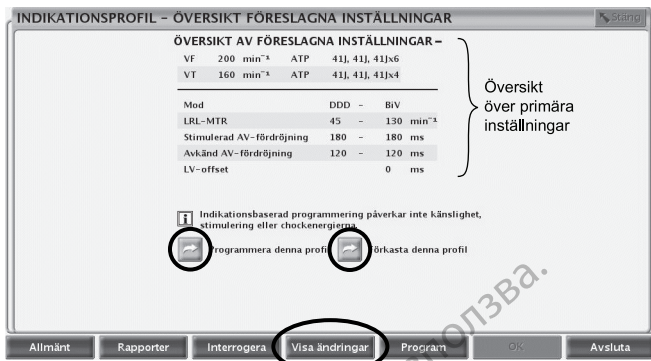 INDIKATIONSPROFIL – ÖVERSIKT FÖRESLAGNA INSTÄLLNINGAR
Stäng
ÖVERSIKT AV FÖRESLAGNA INSTÄLLNINGAR –
VF 200 min⁻¹ ATP 41J, 41J, 41Jx6
VT 160 min⁻¹ ATP 41J, 41J, 41Jx4
Mod DDD – BiV
LRL–MTR 45 – 130 min⁻¹
Stimulerad AV–fördröjning 180 – 180 ms
Avkänd AV–fördröjning 120 – 120 ms
LV–offset 0 ms
Översikt
över primära
inställningar
i Indikationsbaserad programmering påverkar inte känslighet,
stimulering eller chockenergierna.
Programmera denna profil Förkasta denna profil
Allmänt Rapporter Interrogera Visa ändringar Program OK Avsluta